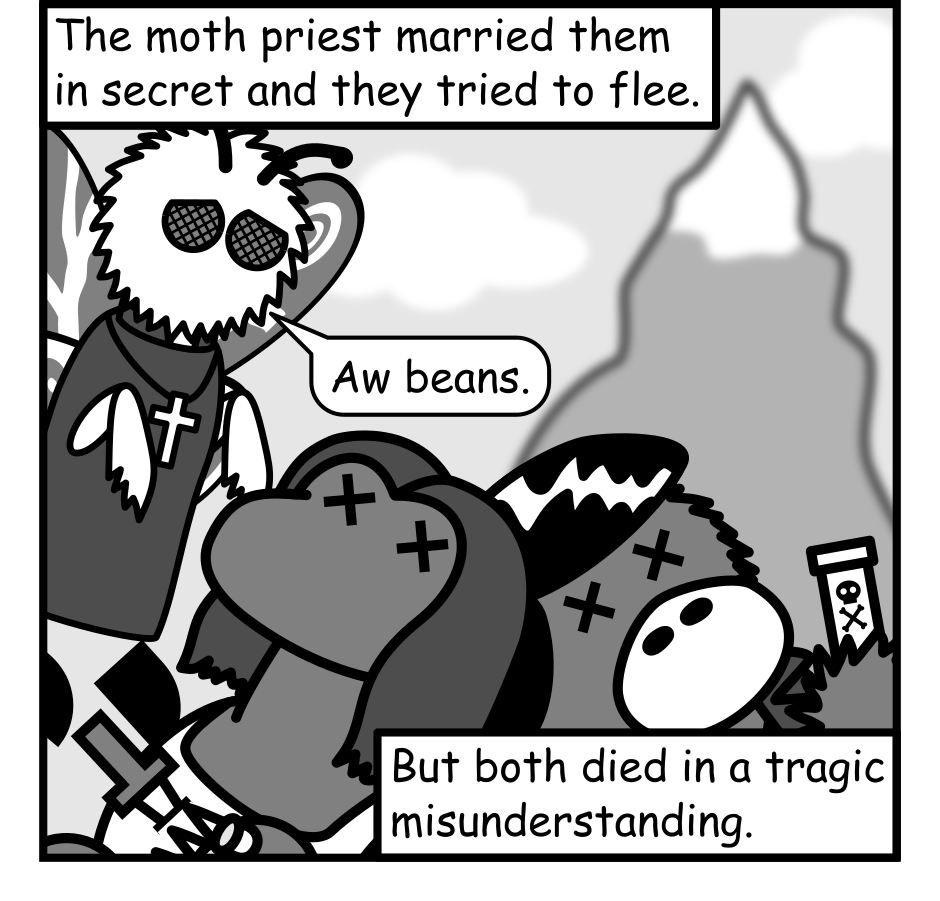 The moth priest married them
in secret and they tried to flee.
Aw beans.
But both died in a tragic
misunderstanding.